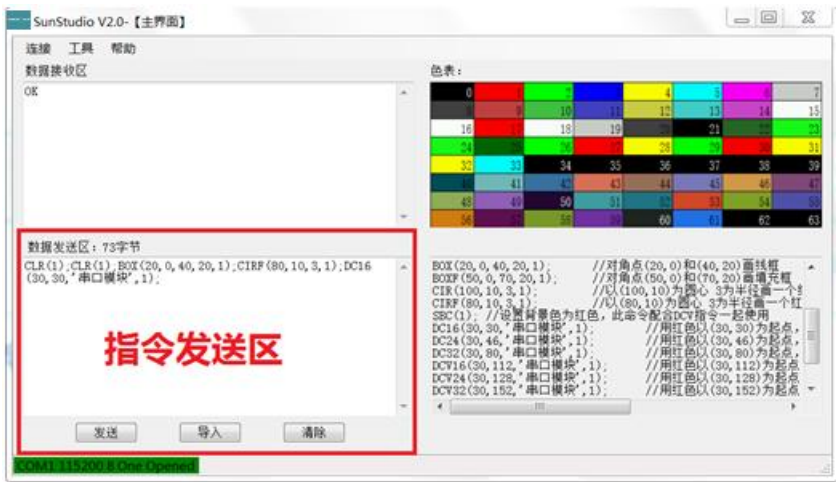 SunStudio V2.0-【主界面】
连接 工具 帮助
数据接收区
OK
色表：
0 1 2 4 5 6 7
8 9 10 11 12 13 14 15
16 17 18 19 20 21 22 23
24 25 26 27 28 29 30 31
32 33 34 35 36 37 38 39
40 41 42 43 44 45 46 47
48 49 50 51 52 53 54 55
56 57 58 59 60 61 62 63
数据发送区：73字节
CLR(1);CLR(1);BOX(20,0,40,20,1);CIRF(80,10,3,1);DC16
(30,30,'串口模块',1);
指令发送区
发送 导入 清除
BOX(20,0,40,20,1); //对角点(20,0)和(40,20)画线框
BOXF(50,0,70,20,1); //对角点(50,0)和(70,20)画填充框
CIR(100,10,3,1); //以(100,10)为圆心 3为半径画一个
CIRF(80,10,3,1); //以(80,10)为圆心 3为半径画一个红
SBC(1); //设置背景色为红色，此命令配合DCV指令一起使用
DC16(30,30,'串口模块',1); //用红色以(30,30)为起点，
DC24(30,46,'串口模块',1); //用红色以(30,46)为起点，
DC32(30,80,'串口模块',1); //用红色以(30,80)为起点，
DCV16(30,112,'串口模块',1); //用红色以(30,112)为起点
DCV24(30,128,'串口模块',1); //用红色以(30,128)为起点
DCV32(30,152,'串口模块',1); //用红色以(30,152)为起点
COM1 115200 8 One Opened